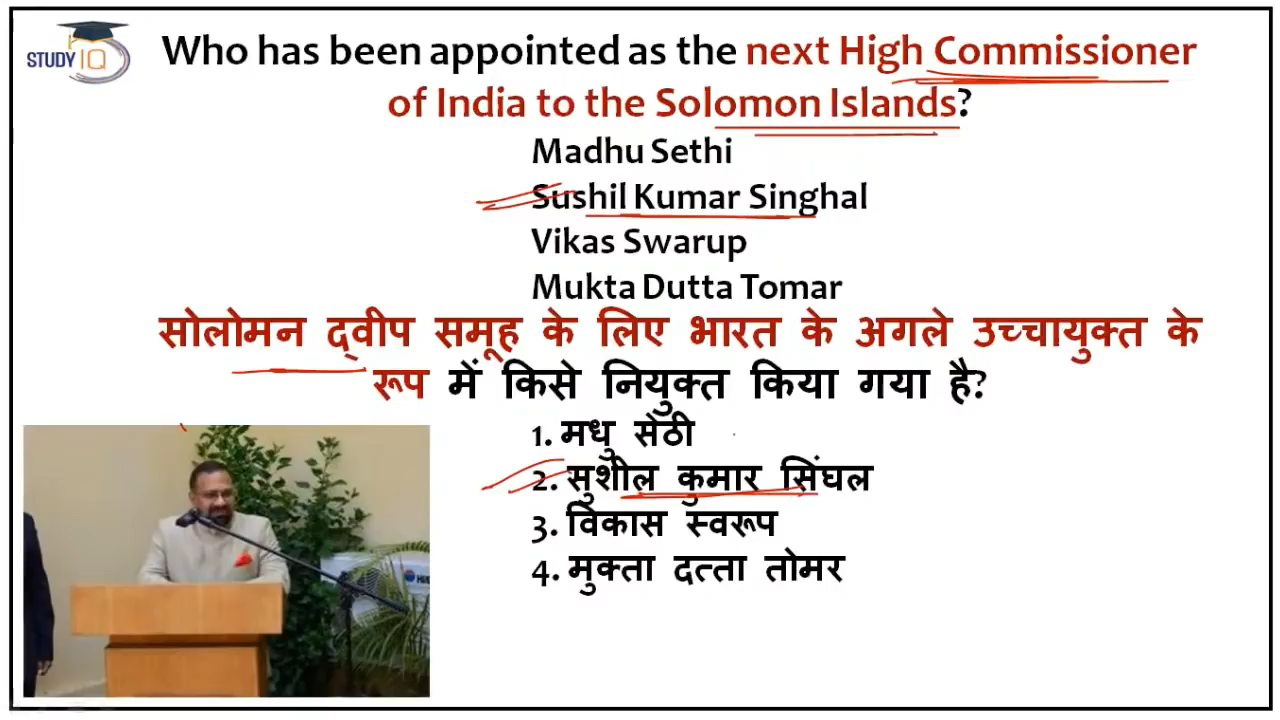 STUDY IQ
Who has been appointed as the next High Commissioner
of India to the Solomon Islands?
Madhu Sethi
Sushil Kumar Singhal
Vikas Swarup
Mukta Dutta Tomar
सोलोमन द्वीप समूह के लिए भारत के अगले उच्चायुक्त के
रूप में किसे नियुक्त किया गया है?
1. मधु सेठी
2. सुशील कुमार सिंघल
3. विकास स्वरूप
4. मुक्ता दत्ता तोमर